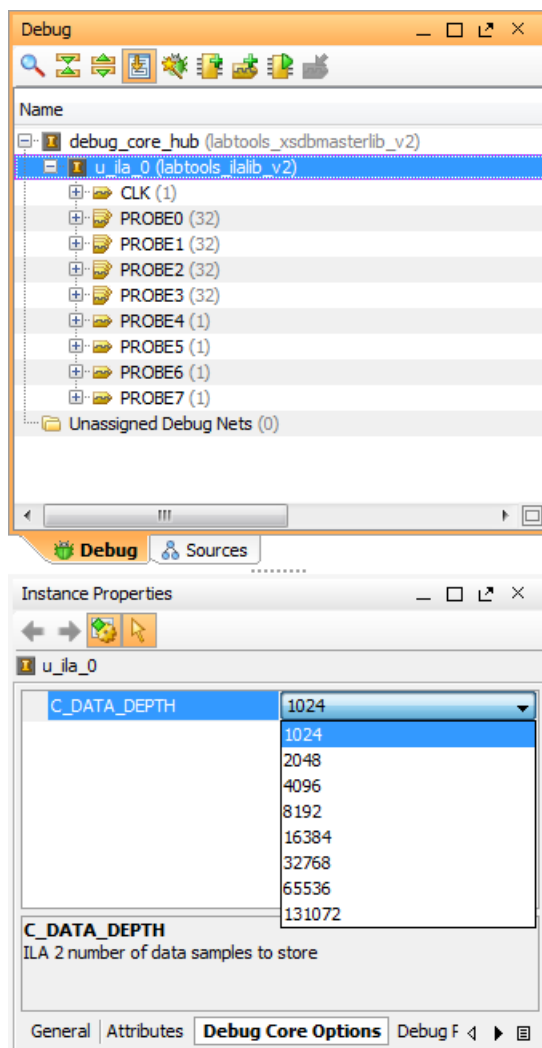 Debug
Name
debug_core_hub (labtools_xsdbmasterlib_v2)
u_ila_0 (labtools_ilalib_v2)
CLK (1)
PROBE0 (32)
PROBE1 (32)
PROBE2 (32)
PROBE3 (32)
PROBE4 (1)
PROBE5 (1)
PROBE6 (1)
PROBE7 (1)
Unassigned Debug Nets (0)
Debug Sources
Instance Properties
u_ila_0
C_DATA_DEPTH 1024
1024
2048
4096
8192
16384
32768
65536
131072
C_DATA_DEPTH
ILA 2 number of data samples to store
General Attributes Debug Core Options Debug